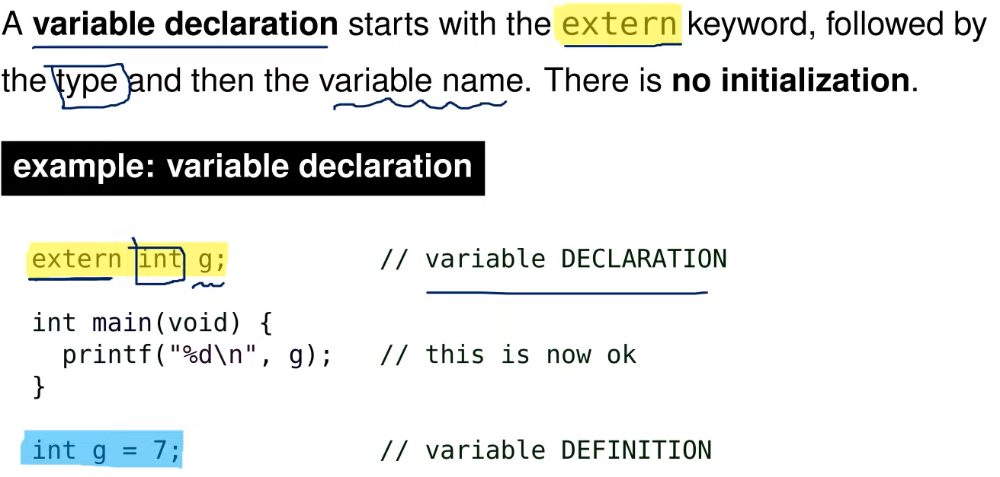 A variable declaration starts with the extern keyword, followed by
the type and then the variable name. There is no initialization.
example: variable declaration
extern int g; // variable DECLARATION
int main(void) {
printf("%d\n", g); // this is now ok
}
int g = 7; // variable DEFINITION